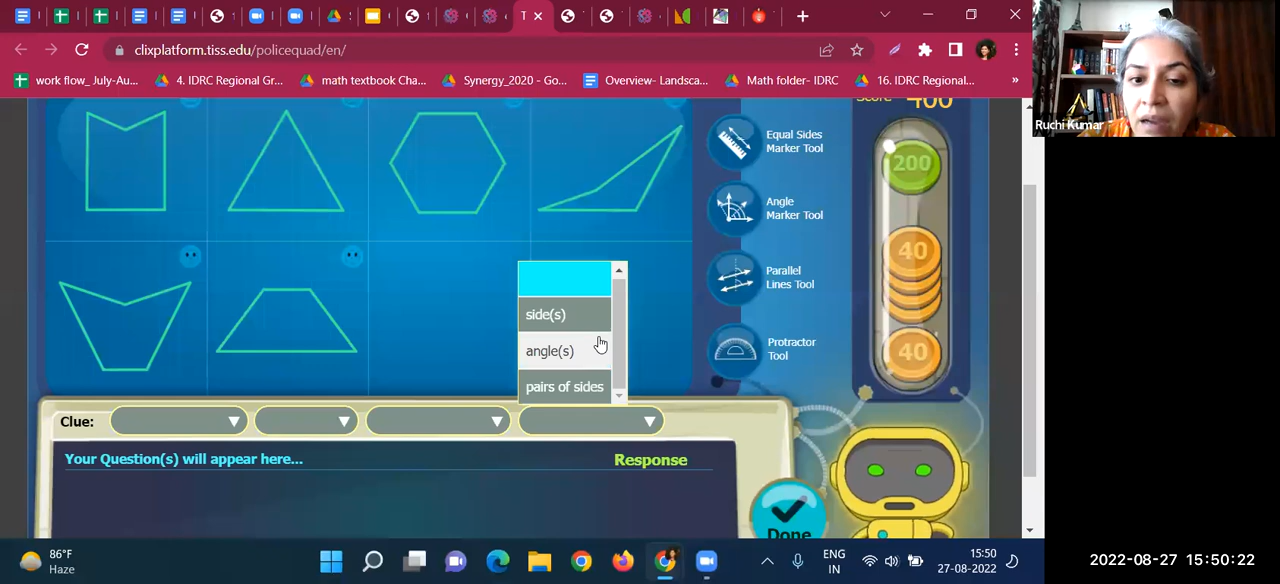 T
clixplatform.tiss.edu/policequad/en/
work flow_July-Au...
4. IDRC Regional Gr...
math textbook Cha...
Synergy_2020 - Go...
Overview- Landsca...
Math folder- IDRC
16. IDRC Regional...
»
Ruchi Kumar
Score 400
Equal Sides
Marker Tool
200
Angle
Marker Tool
40
Parallel
Lines Tool
side(s)
angle(s)
Protractor
Tool
40
pairs of sides
Clue:
Your Question(s) will appear here...
Response
Done
86°F
Haze
ENG
IN
15:50
27-08-2022
2022-08-27 15:50:22